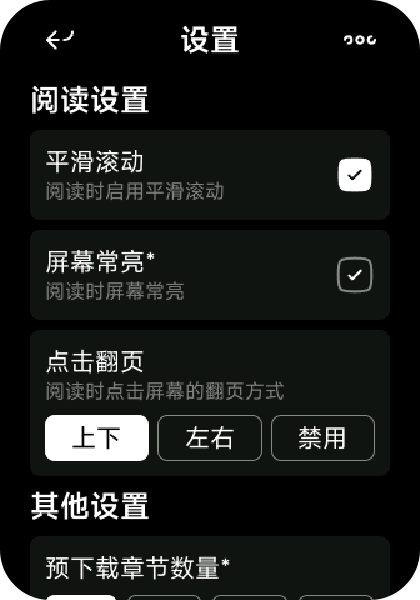 设置
阅读设置
平滑滚动
阅读时启用平滑滚动
屏幕常亮*
阅读时屏幕常亮
点击翻页
阅读时点击屏幕的翻页方式
上下 左右 禁用
其他设置
预下载章节数量*